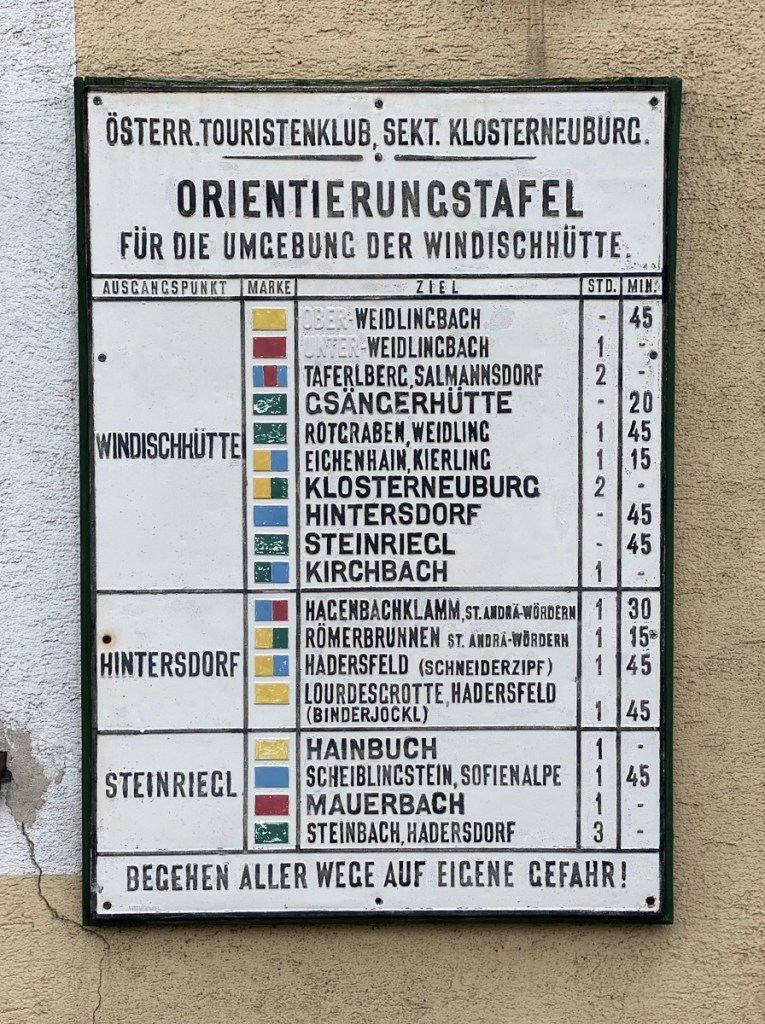 ÖSTERR. TOURISTENKLUB, SEKT. KLOSTERNEUBURG.
ORIENTIERUNGSTAFEL
FÜR DIE UMGEBUNG DER WINDISCHHÜTTE.
AUSGANGSPUNKT MARKE ZIEL STD. MIN.
OBER-WEIDLINGBACH - 45
UNTER-WEIDLINGBACH 1 -
TAFERLBERG, SALMANNSDORF 2 -
GSÄNGERHÜTTE - 20
ROTGRABEN, WEIDLING 1 45
WINDISCHHÜTTE EICHENHAIN, KIERLING 1 15
KLOSTERNEUBURG 2 -
HINTERSDORF - 45
STEINRIEGL - 45
KIRCHBACH 1 -
HAGENBACHKLAMM, ST. ANDRÄ-WÖRDERN 1 30
RÖMERBRUNNEN ST. ANDRÄ-WÖRDERN 1 15
HINTERSDORF HADERSFELD (SCHNEIDERZIPF) 1 45
LOURDESGROTTE, HADERSFELD
(BINDERJOCKL) 1 45
HAINBUCH 1 -
STEINRIEGL SCHEIBLINGSTEIN, SOFIENALPE 1 45
MAUERBACH 1 -
STEINBACH, HADERSDORF 3 -
BEGEHEN ALLER WEGE AUF EIGENE GEFAHR!